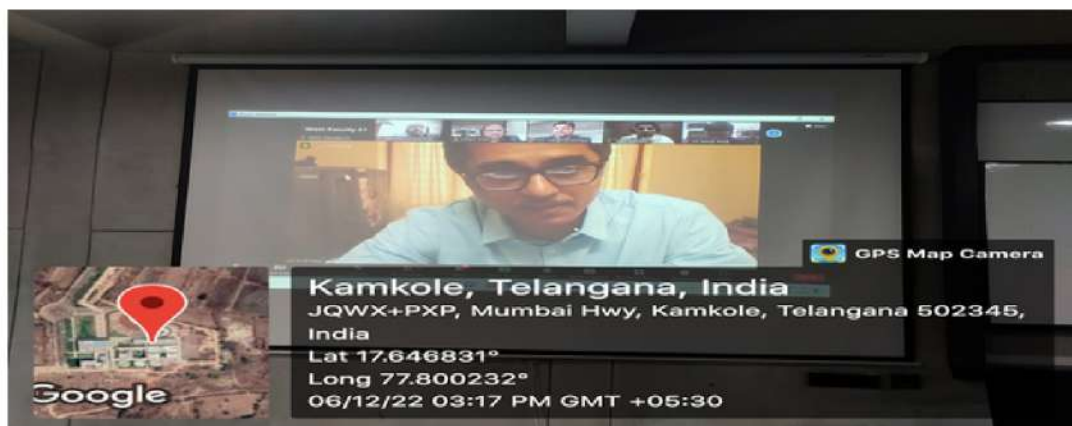 GPS Map Camera
Kamkole, Telangana, India
JQWX+PXP, Mumbai Hwy, Kamkole, Telangana 502345,
India
Lat 17.646831°
Long 77.800232°
06/12/22 03:17 PM GMT +05:30
Google